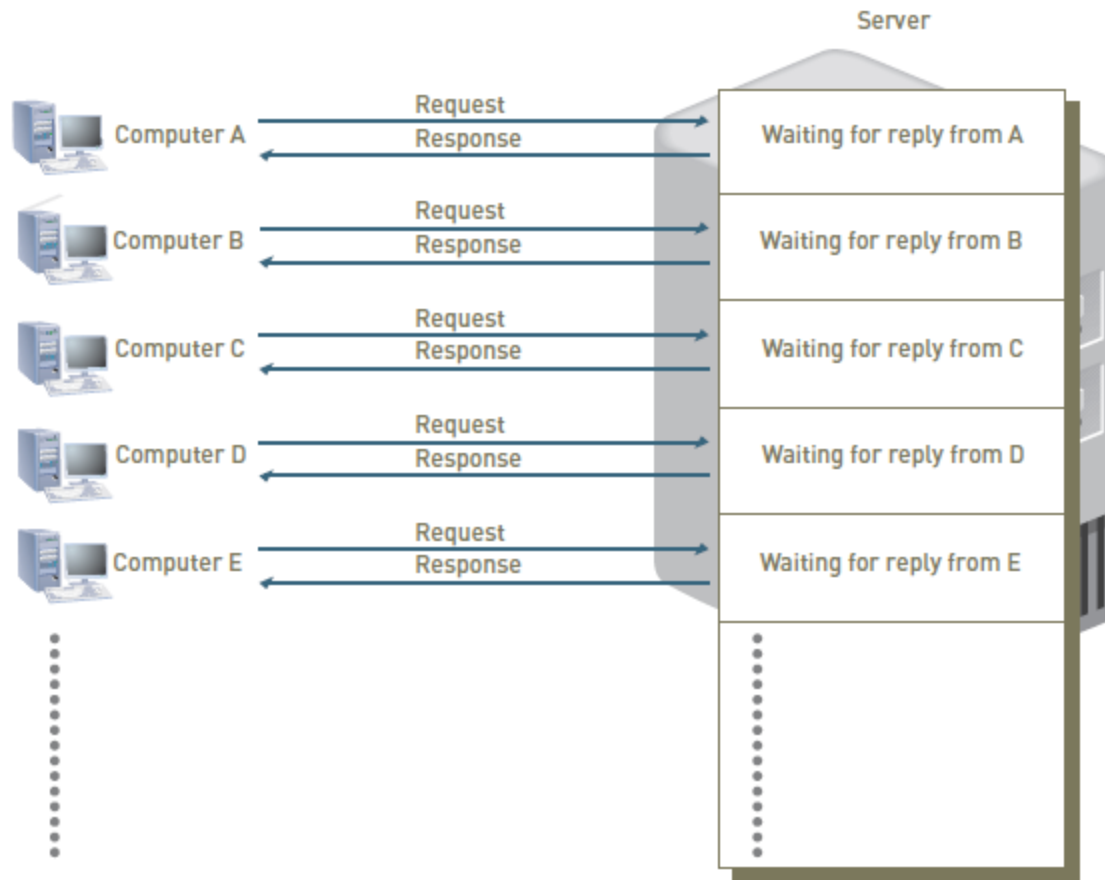 Server
Request
Computer A
Response
Waiting for reply from A
Request
Computer B
Response
Waiting for reply from B
Request
Computer C
Response
Waiting for reply from C
Request
Computer D
Response
Waiting for reply from D
Request
Computer E
Response
Waiting for reply from E